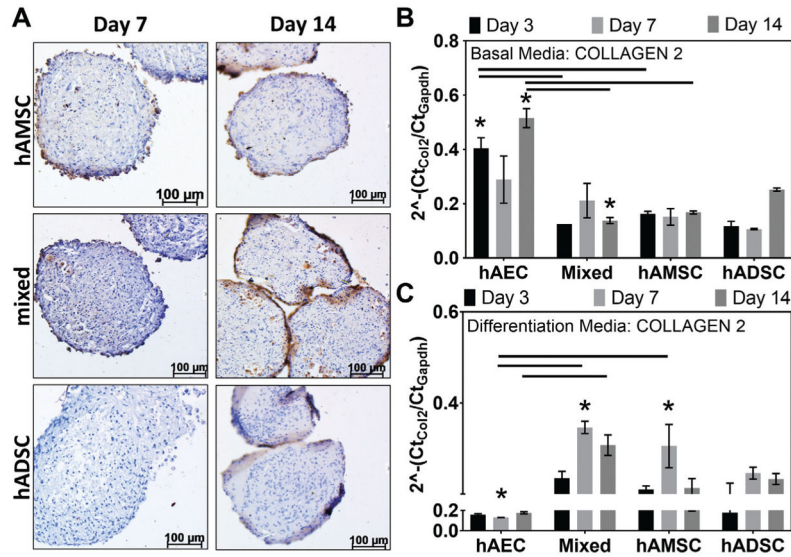 A
Day 7
Day 14
hAMSC
100 µm
100 µm
mixed
100 µm
100 µm
hADSC
100 µm
100 µm
B
Day 3 Day 7 Day 14
Basal Media: COLLAGEN 2
2^-(CtCol2/CtGapdh)
0.8
0.6
0.4
0.2
0.0
* * *
hAEC Mixed hAMSC hADSC
C
Day 3 Day 7 Day 14
Differentiation Media: COLLAGEN 2
2^-(CtCol2/CtGapdh)
0.6
0.4
0.2
0.0
* * *
hAEC Mixed hAMSC hADSC